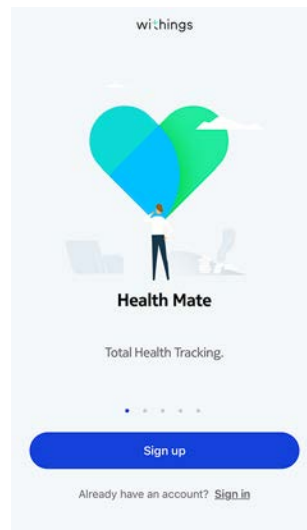 withings
Health Mate
Total Health Tracking.
Sign up
Already have an account? Sign in